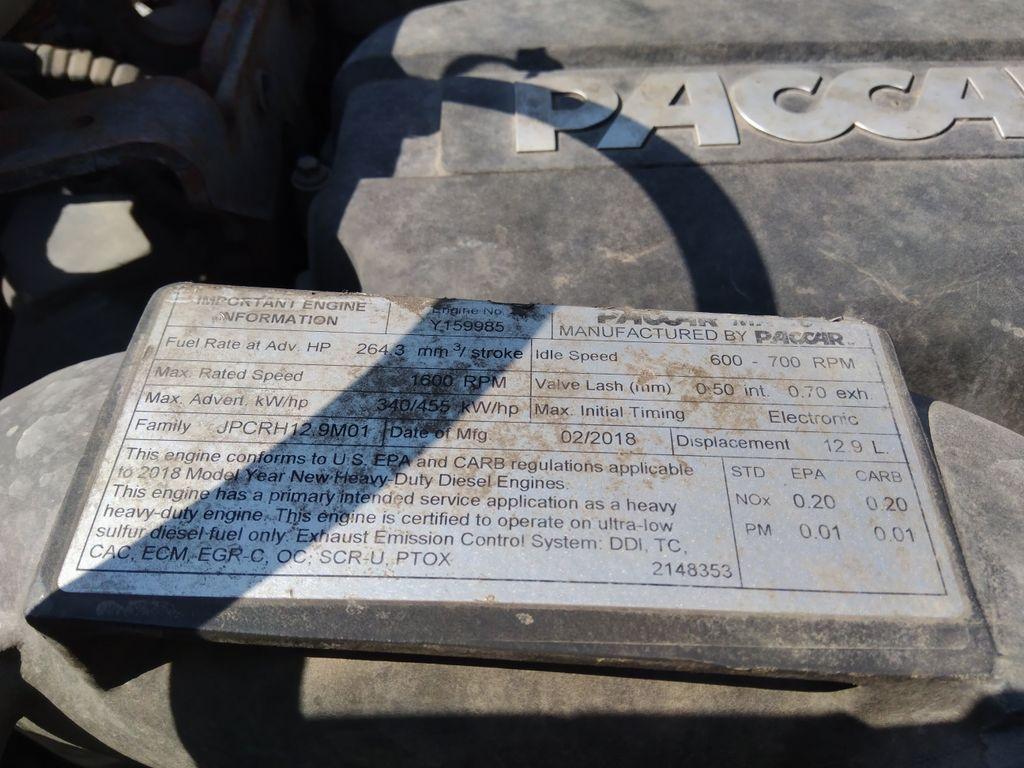 PACCA
IMPORTANT ENGINE INFORMATION
Engine No.
Y159985
PACCAR
MANUFACTURED BY PACCAR
Fuel Rate at Adv. HP 264.3 mm³/ stroke
Idle Speed 600 - 700 RPM
Max. Rated Speed 1600 RPM
Valve Lash (mm) 0.50 int. 0.70 exh.
Max. Advert. kW/hp 340/455 kW/hp
Max. Initial Timing Electronic
Family JPCRH12.9M01
Date of Mfg. 02/2018
Displacement 12.9 L.
This engine conforms to U.S. EPA and CARB regulations applicable
to 2018 Model Year New Heavy-Duty Diesel Engines.
This engine has a primary intended service application as a heavy
heavy-duty engine. This engine is certified to operate on ultra-low
sulfur diesel fuel only. Exhaust Emission Control System: DDI, TC,
CAC, ECM, EGR-C, OC, SCR-U, PTOX
2148353
STD EPA CARB
NOx 0.20 0.20
PM 0.01 0.01